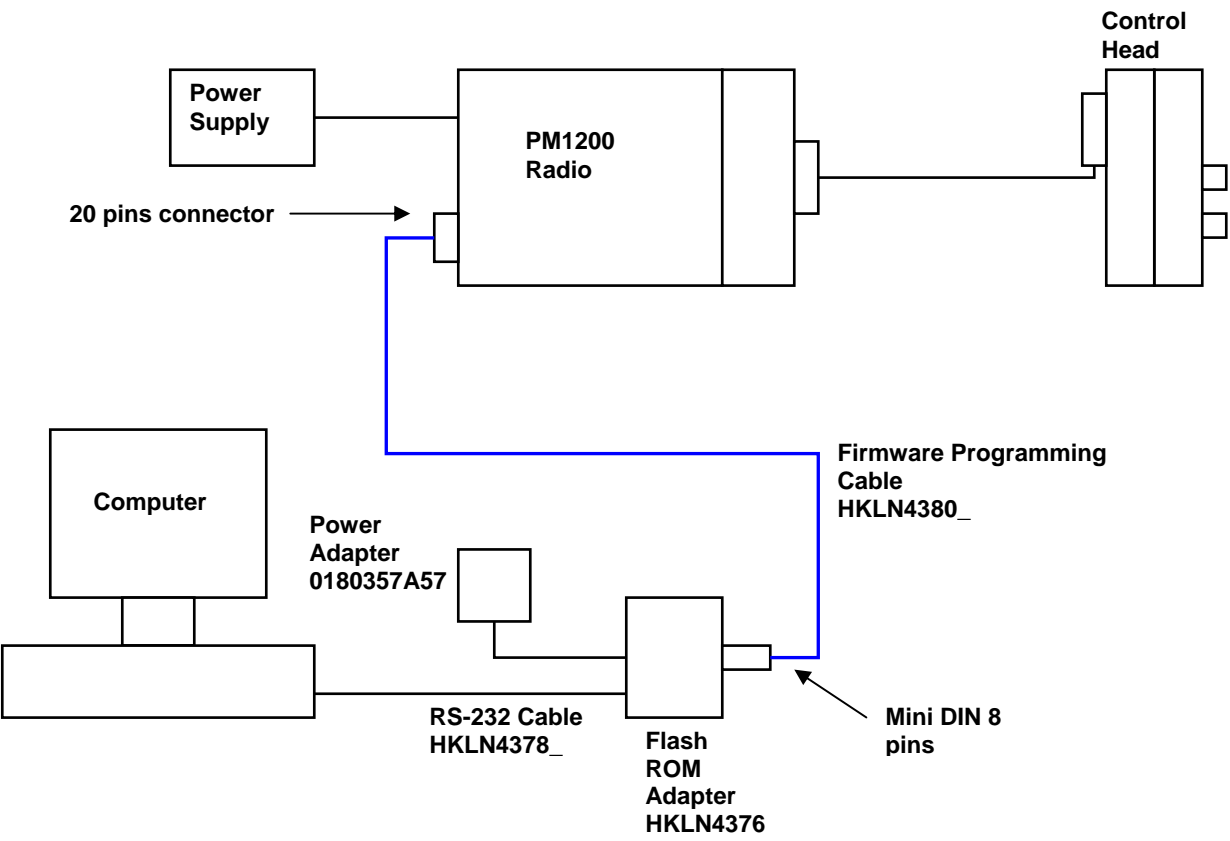 Control
Head
Power
Supply
PM1200
Radio
20 pins connector
Firmware Programming
Cable
HKLN4380_
Computer
Power
Adapter
0180357A57
RS-232 Cable
HKLN4378_
Mini DIN 8
pins
Flash
ROM
Adapter
HKLN4376